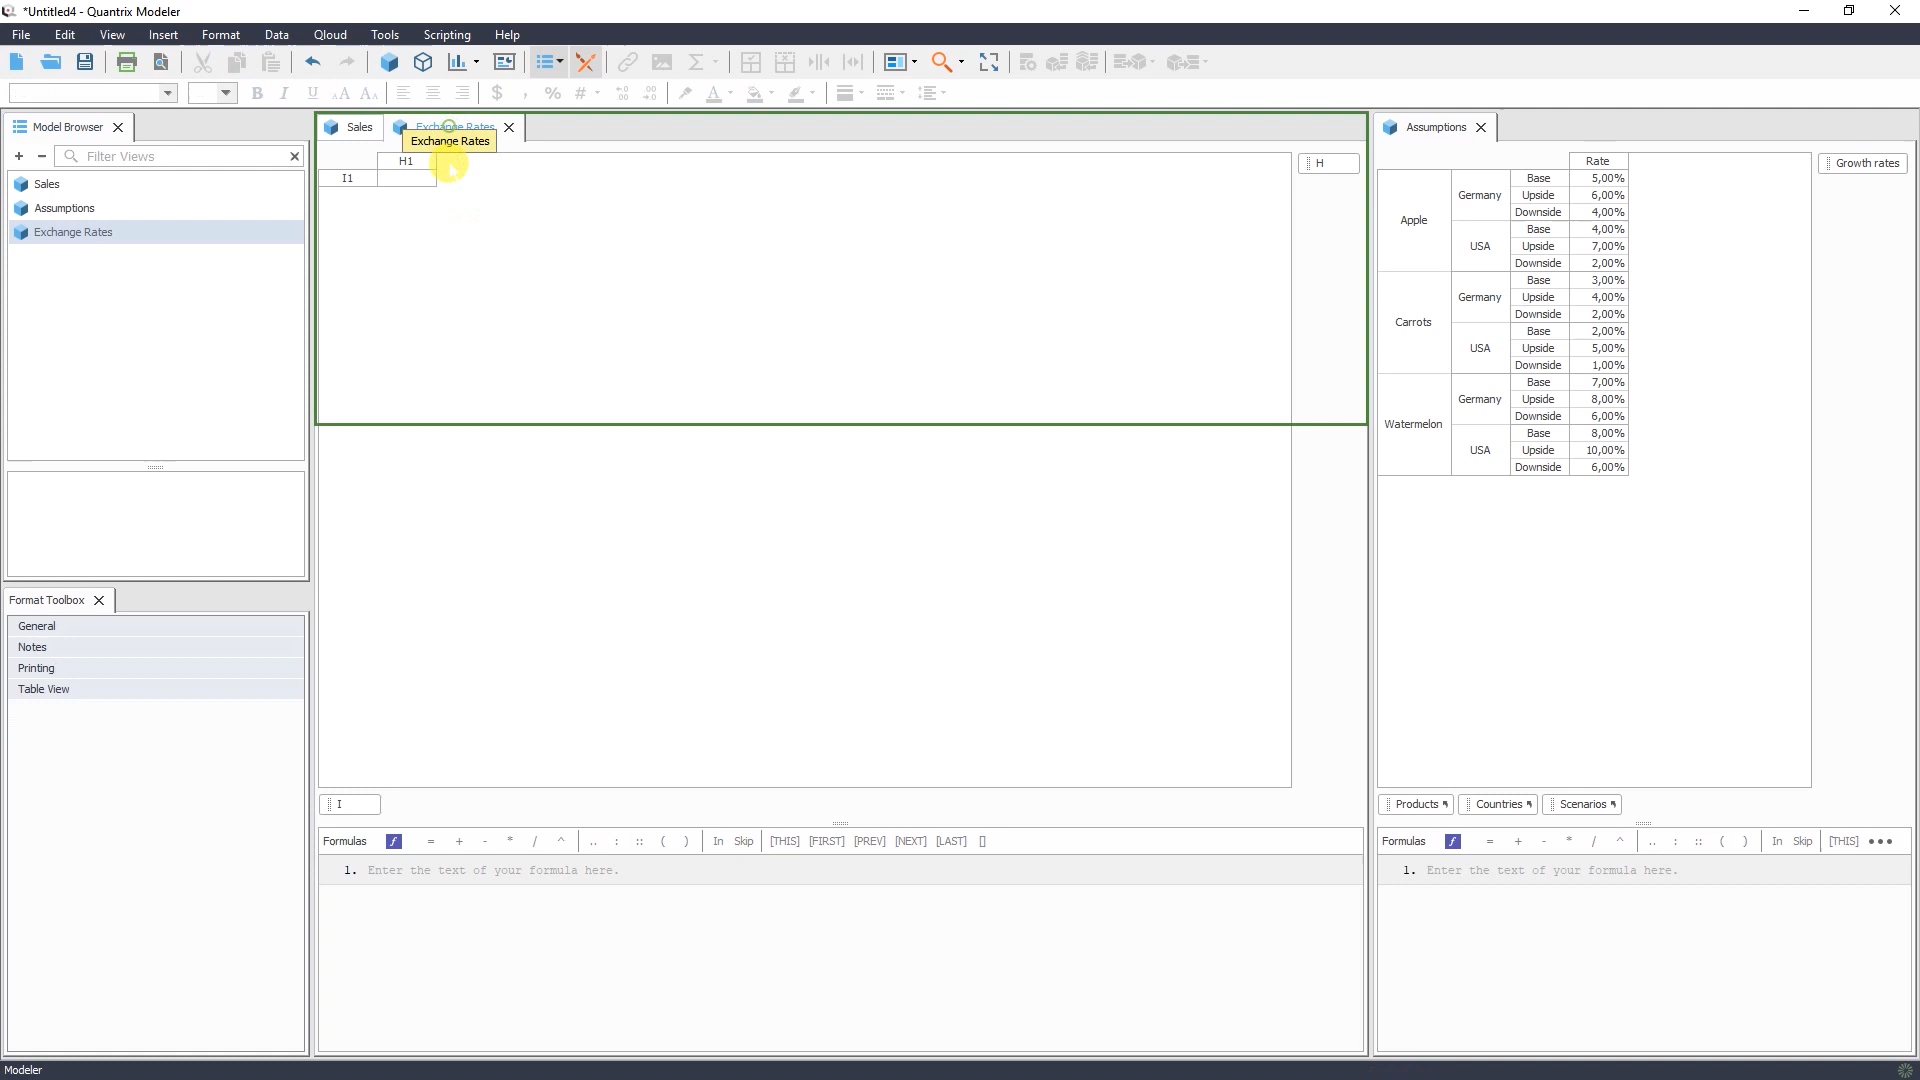 *Untitled4 - Quantrix Modeler
File Edit View Insert Format Data Qloud Tools Scripting Help
Model Browser
Filter Views
Sales
Assumptions
Exchange Rates
Format Toolbox
General
Notes
Printing
Table View
Sales Exchange Rates
Exchange Rates
H1
I1
H
I
Formulas f = + - * / ^ .. : :: ( ) In Skip [THIS] [FIRST] [PREV] [NEXT] [LAST] []
1. Enter the text of your formula here.
Assumptions
Rate
Growth rates
Apple Germany Base 5,00%
Upside 6,00%
Downside 4,00%
USA Base 4,00%
Upside 7,00%
Downside 2,00%
Carrots Germany Base 3,00%
Upside 4,00%
Downside 2,00%
USA Base 2,00%
Upside 5,00%
Downside 1,00%
Watermelon Germany Base 7,00%
Upside 8,00%
Downside 6,00%
USA Base 8,00%
Upside 10,00%
Downside 6,00%
Products Countries Scenarios
Formulas f = + - * / ^ .. : :: ( ) In Skip [THIS]
1. Enter the text of your formula here.
Modeler